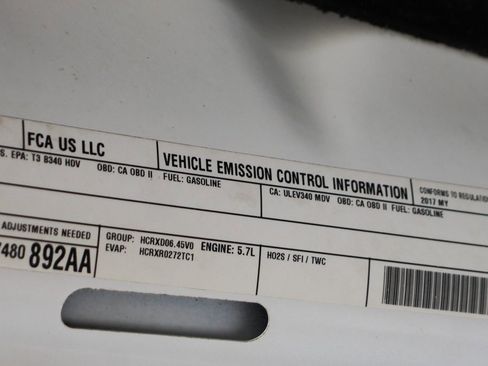 FCA US LLC
VEHICLE EMISSION CONTROL INFORMATION
CONFORMS TO REGULATION
2017 MY
S. EPA: T3 B340 HDV OBD: CA OBD II FUEL: GASOLINE
CA: ULEV340 MDV OBD: CA OBD II FUEL: GASOLINE
ADJUSTMENTS NEEDED
480 892AA
GROUP: HCRXD06.45V0 ENGINE: 5.7L
EVAP: HCRXR0272TC1
HO2S / SFI / TWC